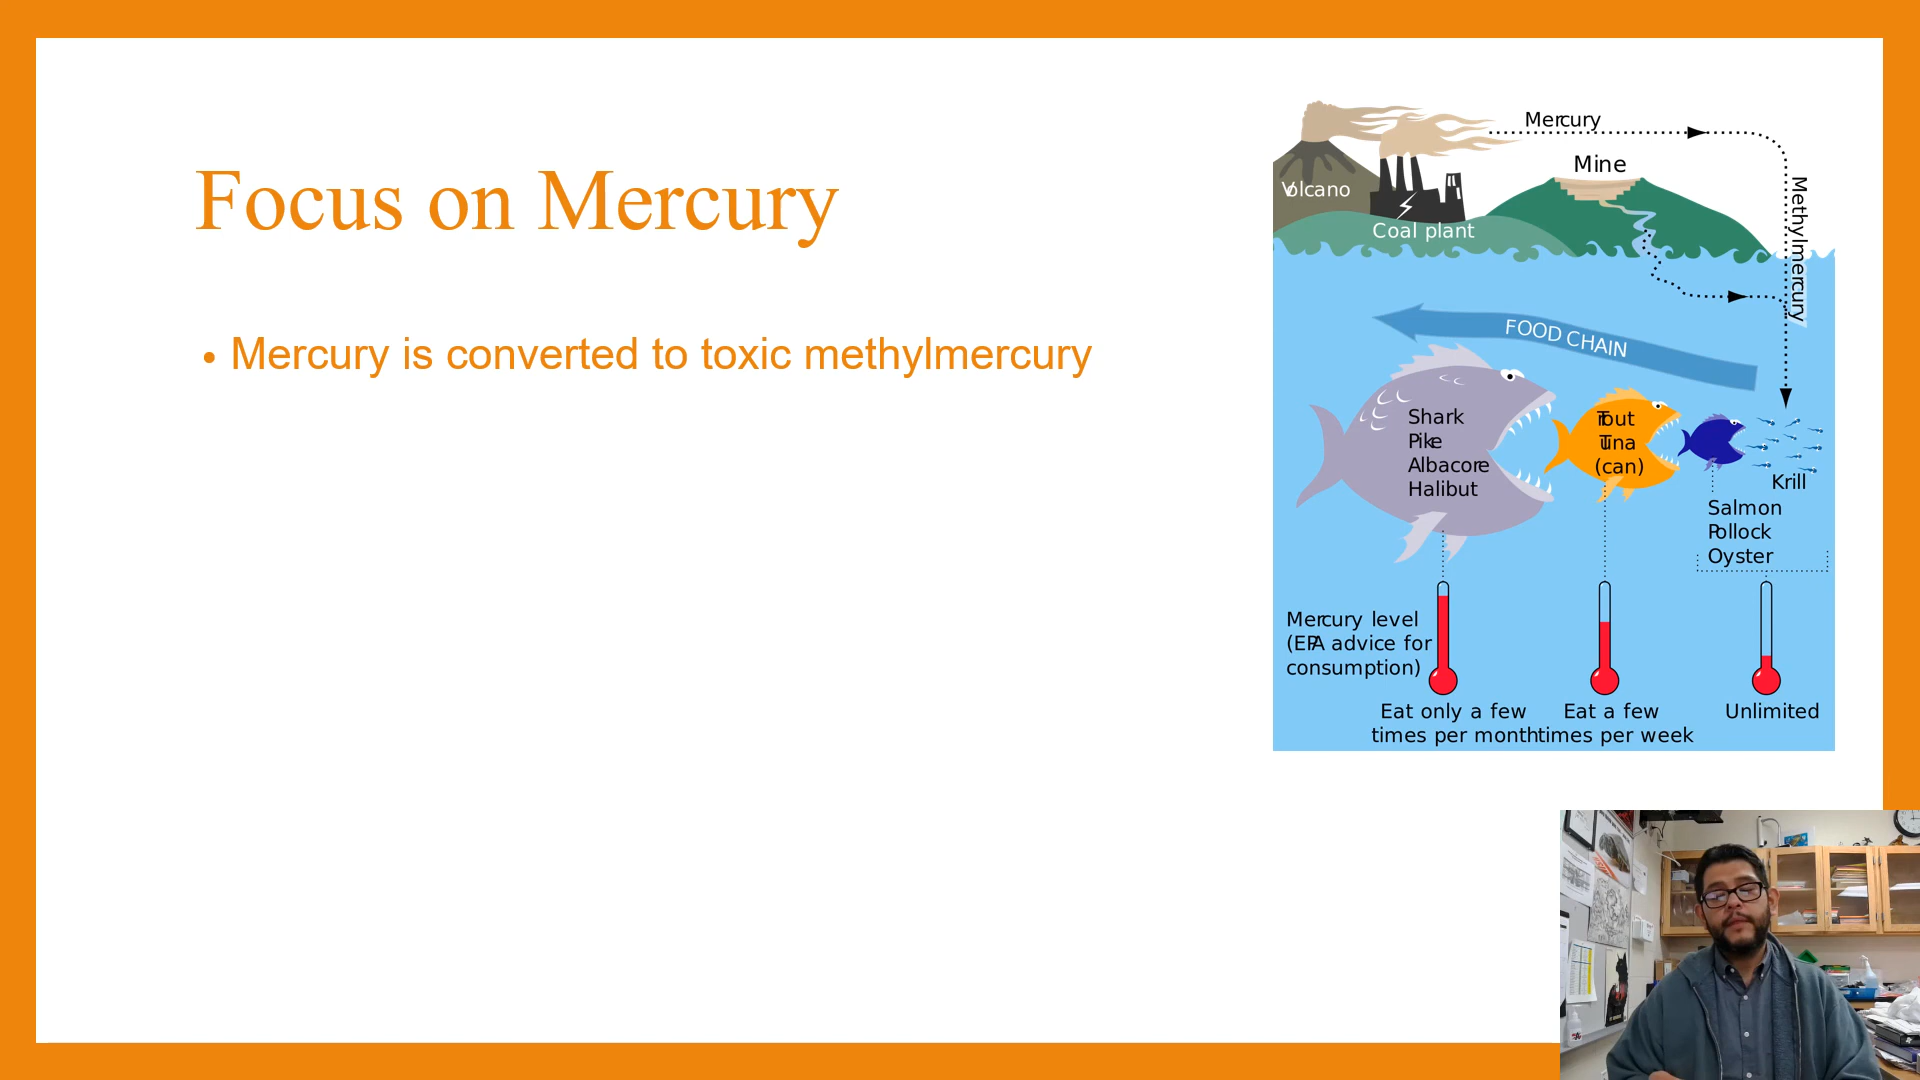 Focus on Mercury
• Mercury is converted to toxic methylmercury
Mercury
Mine
Volcano
Coal plant
Methylmercury
FOOD CHAIN
Shark
Pike
Albacore
Halibut
Trout
Tuna
(can)
Krill
Salmon
Pollock
Oyster
Mercury level
(EPA advice for
consumption)
Eat only a few
times per month
Eat a few
times per week
Unlimited